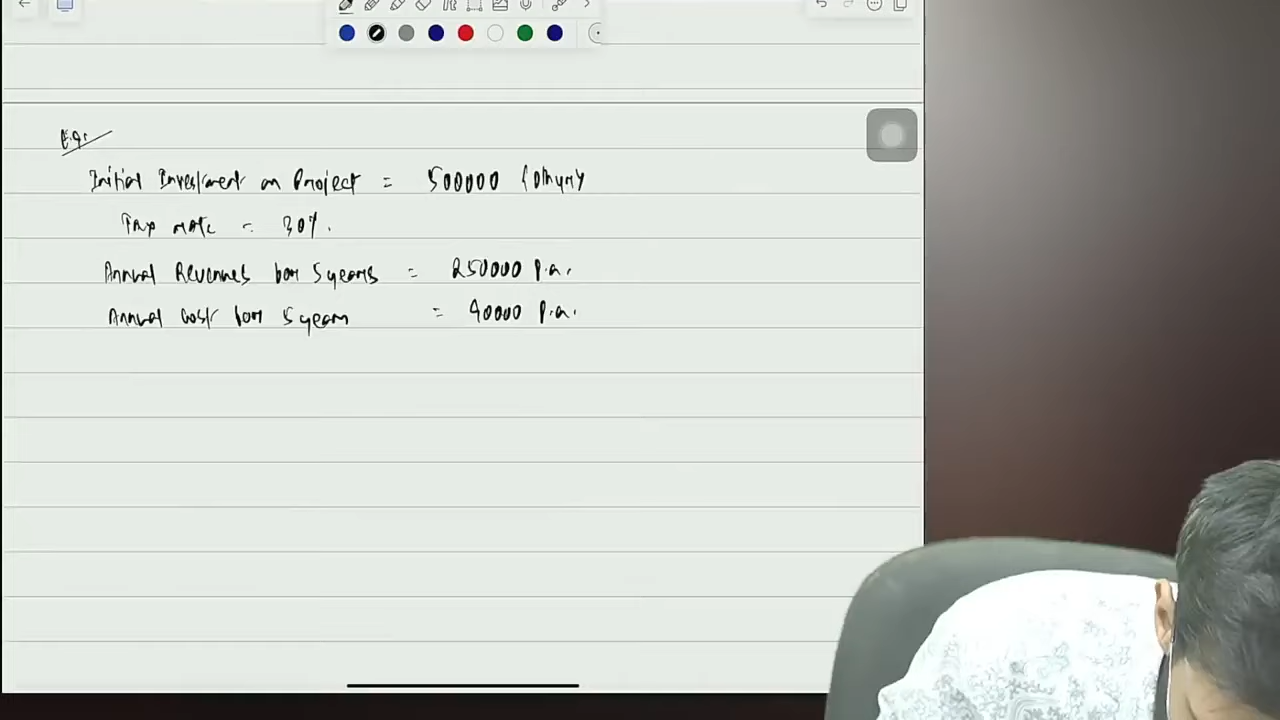 Eg:
Initial Investment on Project = 500000
Tax rate = 30%.
Annual Revenues for 5 years = 250000 P.a.
Annual Cost for 5 years = 90000 P.a.